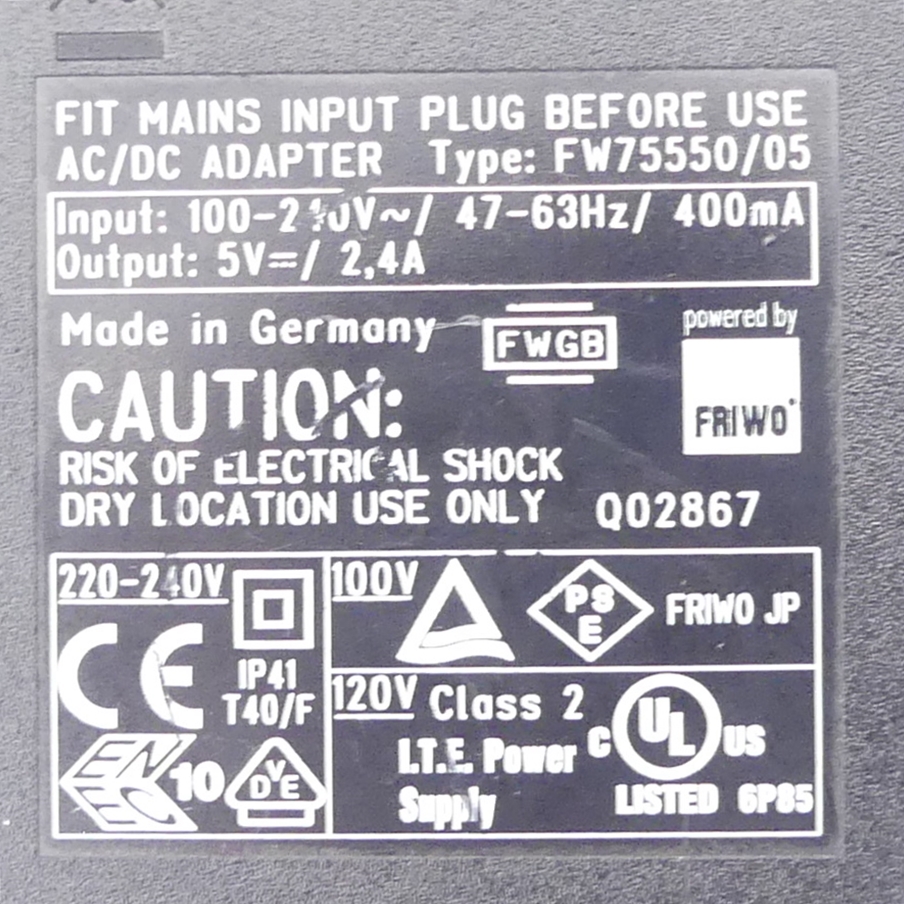 FIT MAINS INPUT PLUG BEFORE USE
AC/DC ADAPTER Type: FW75550/05
Input: 100-240V~/ 47-63Hz/ 400mA
Output: 5V=/ 2,4A
Made in Germany
FWGB
powered by
FRIWO
CAUTION:
RISK OF ELECTRICAL SHOCK
DRY LOCATION USE ONLY Q02867
220-240V
CE
IP41
T40/F
EN
EC
10
VDE
100V
PSE
FRIWO JP
120V Class 2
I.T.E. Power
Supply
C UL US
LISTED 6P85